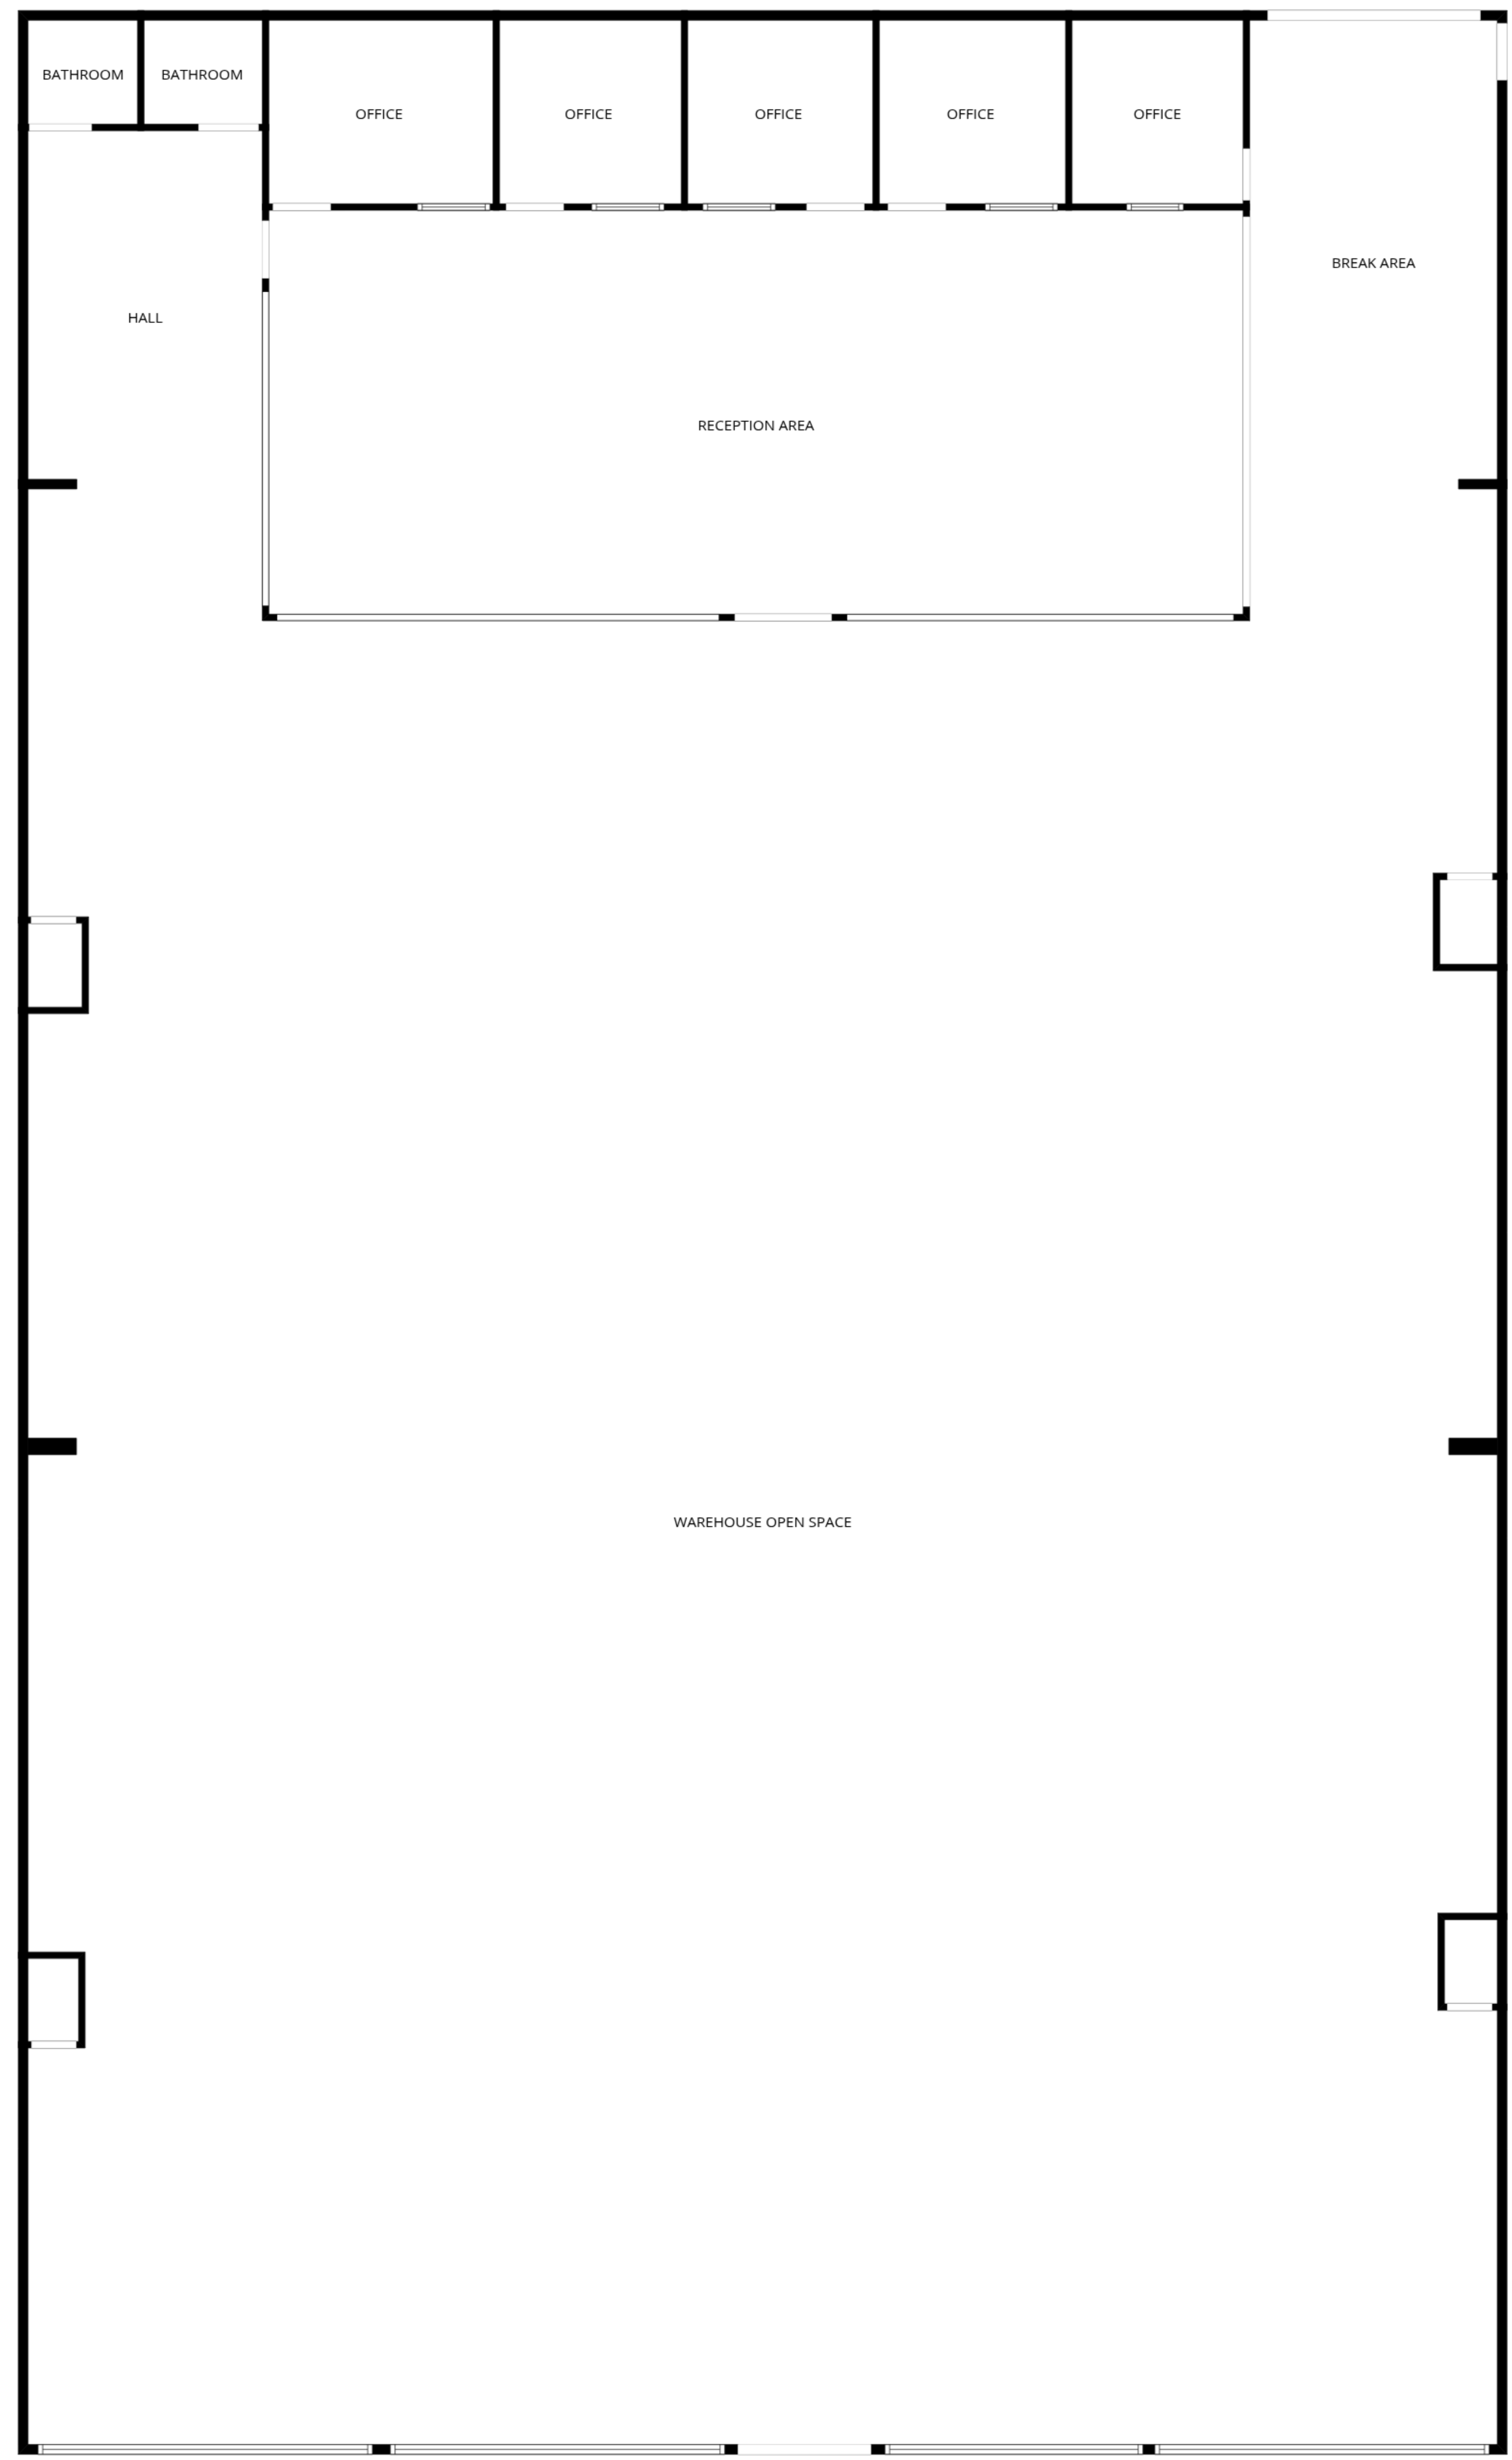 BATHROOM
BATHROOM
OFFICE
OFFICE
OFFICE
OFFICE
OFFICE
BREAK AREA
HALL
RECEPTION AREA
WAREHOUSE OPEN SPACE